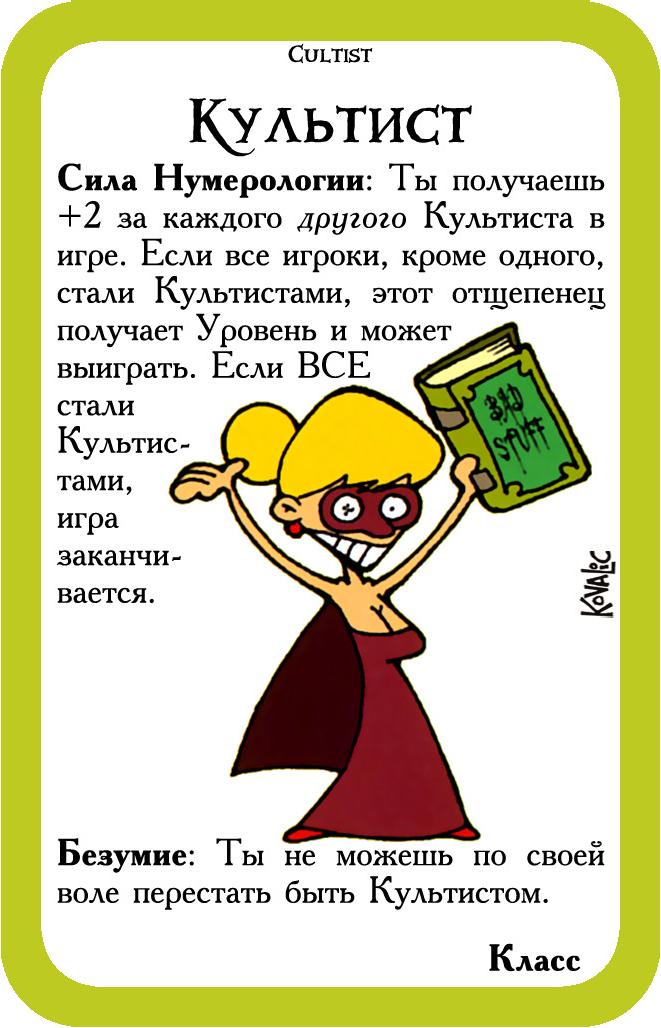 Cultist
Культист
Сила Нумерологии: Ты получаешь
+2 за каждого другого Культиста в
игре. Если все игроки, кроме одного,
стали Культистами, этот отщепенец
получает Уровень и может
выиграть. Если ВСЕ
стали
Культис-
тами,
игра
заканчи-
вается.
BAD
STUFF
KOVALIC
Безумие: Ты не можешь по своей
воле перестать быть Культистом.
Класс